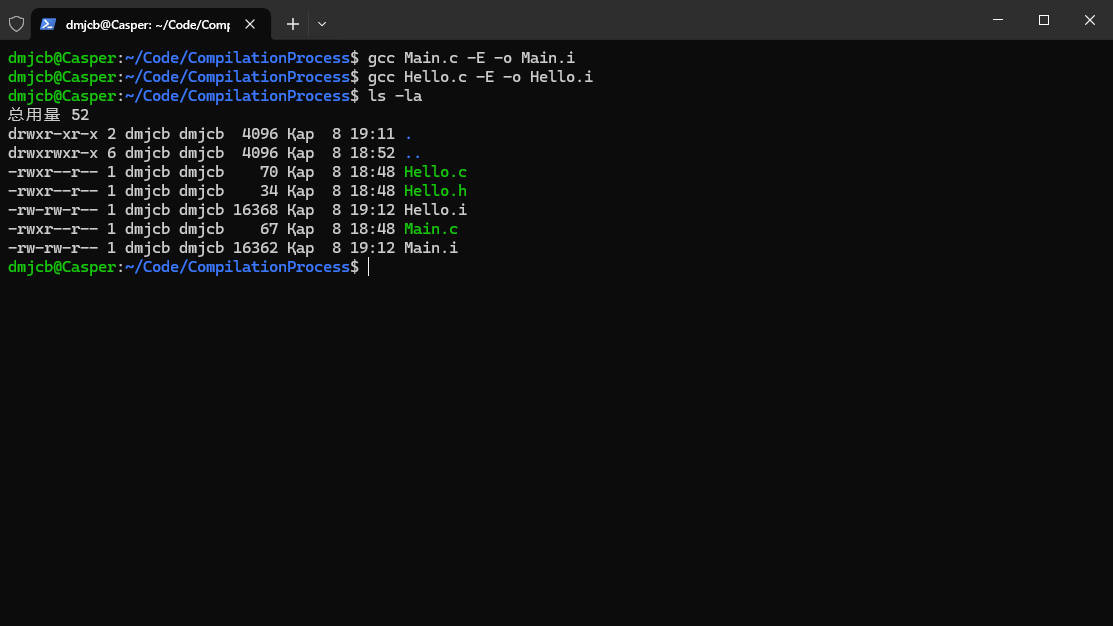 dmjcb@Casper: ~/Code/Comp
dmjcb@Casper:~/Code/CompilationProcess$ gcc Main.c -E -o Main.i
dmjcb@Casper:~/Code/CompilationProcess$ gcc Hello.c -E -o Hello.i
dmjcb@Casper:~/Code/CompilationProcess$ ls -la
总用量 52
drwxr-xr-x 2 dmjcb dmjcb  4096 Қар  8 19:11 .
drwxrwxr-x 6 dmjcb dmjcb  4096 Қар  8 18:52 ..
-rwxr--r-- 1 dmjcb dmjcb    70 Қар  8 18:48 Hello.c
-rwxr--r-- 1 dmjcb dmjcb    34 Қар  8 18:48 Hello.h
-rw-rw-r-- 1 dmjcb dmjcb 16368 Қар  8 19:12 Hello.i
-rwxr--r-- 1 dmjcb dmjcb    67 Қар  8 18:48 Main.c
-rw-rw-r-- 1 dmjcb dmjcb 16362 Қар  8 19:12 Main.i
dmjcb@Casper:~/Code/CompilationProcess$